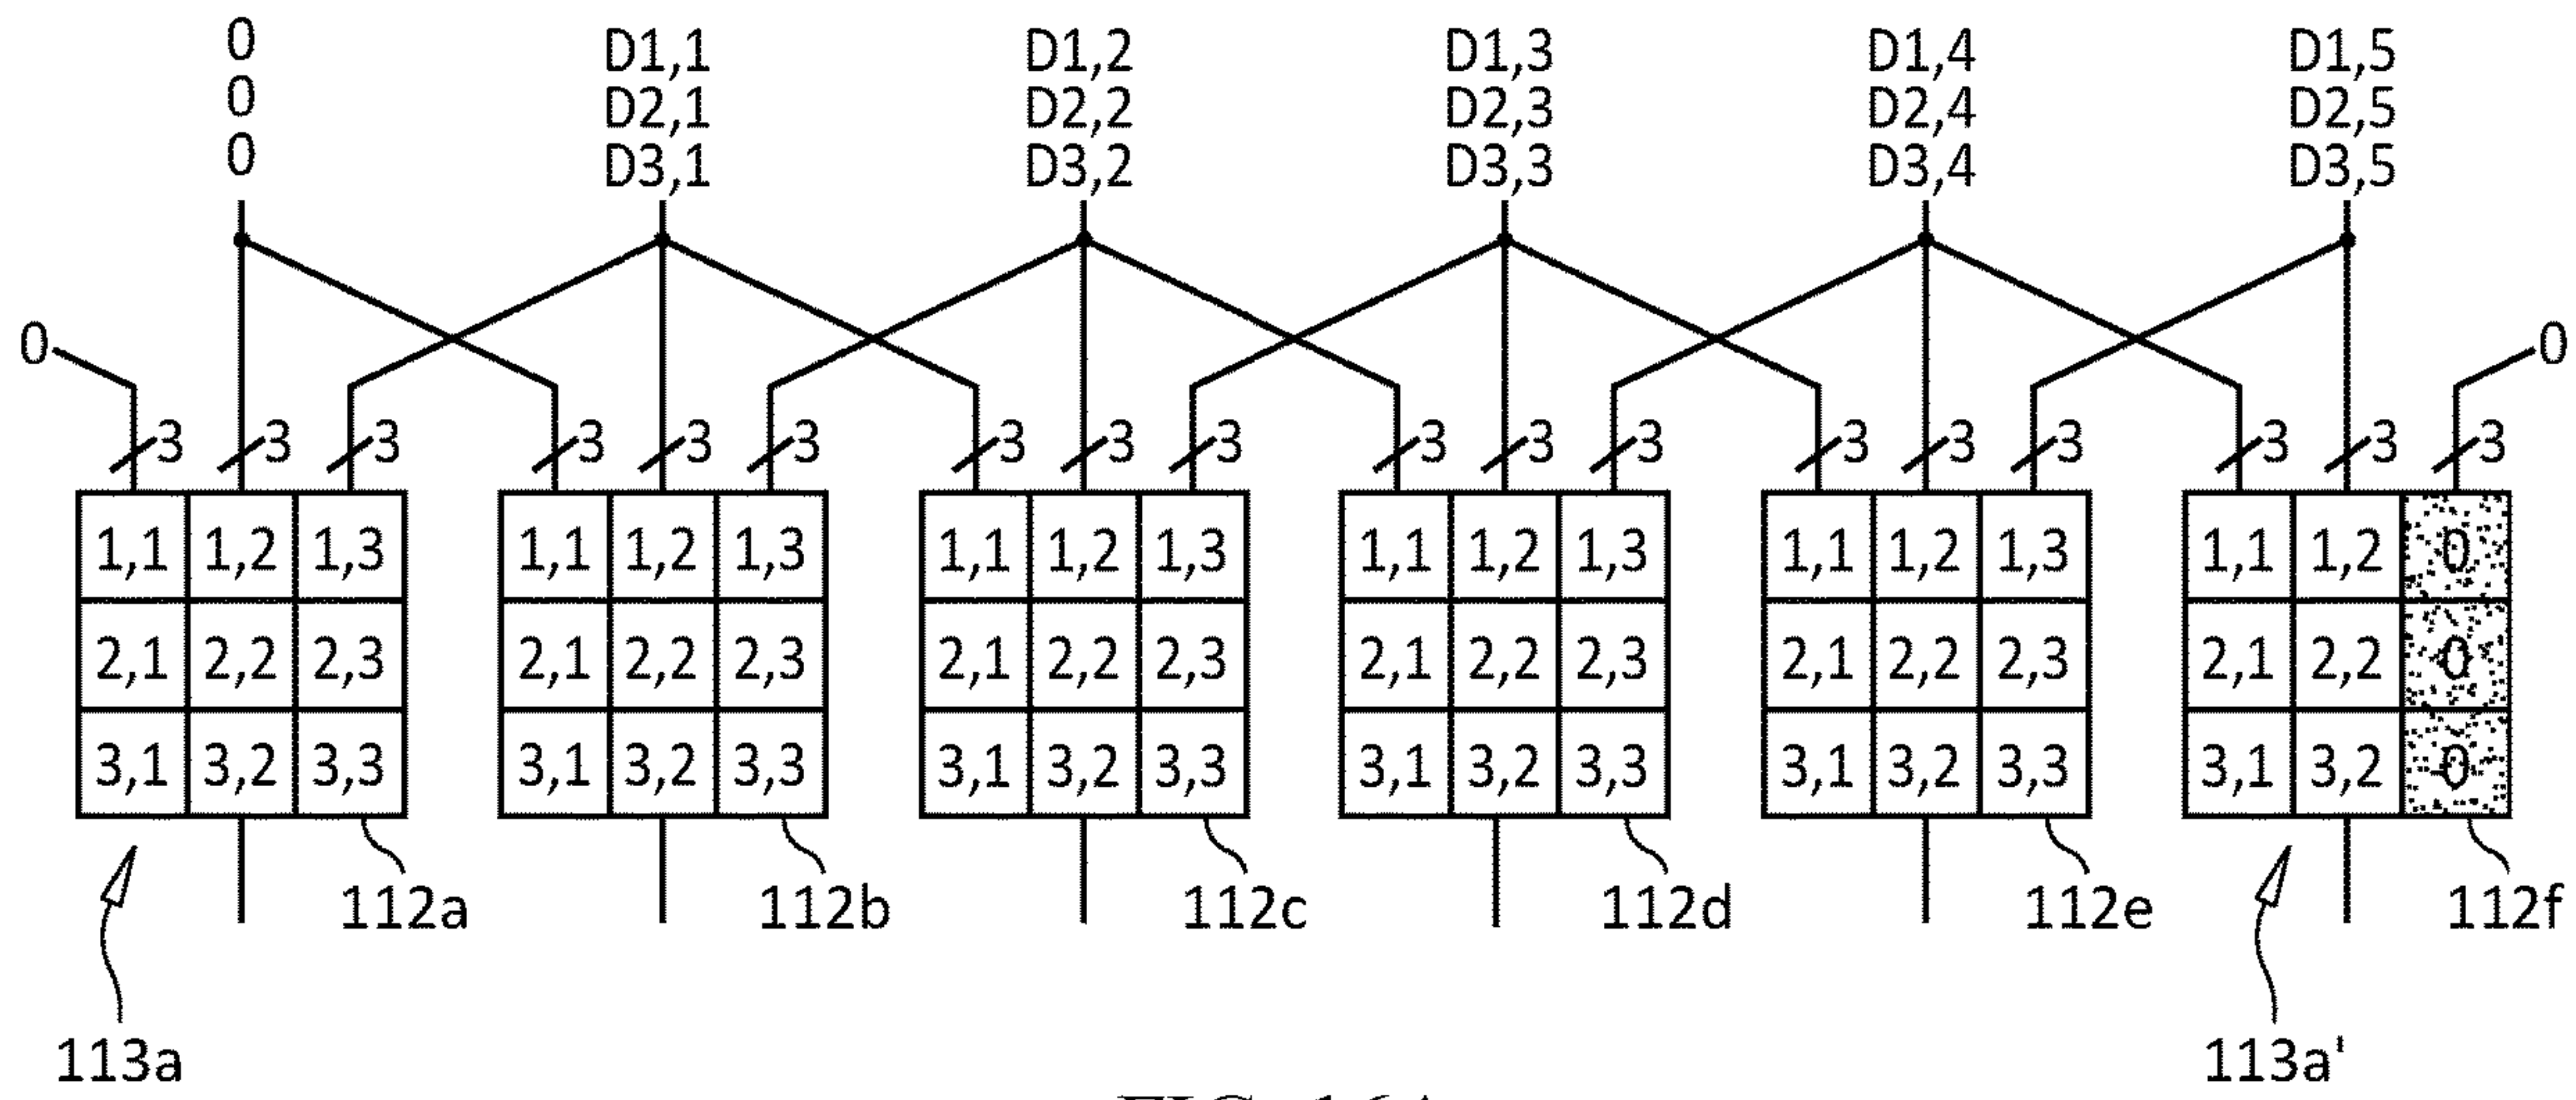 0 D1,1 D1,2 D1,3 D1,4 D1,5
0 D2,1 D2,2 D2,3 D2,4 D2,5
0 D3,1 D3,2 D3,3 D3,4 D3,5
0 0
3 3 3 3 3 3 3 3 3 3 3 3 3 3 3 3 3 3
1,1 1,2 1,3 1,1 1,2 1,3 1,1 1,2 1,3 1,1 1,2 1,3 1,1 1,2 1,3 1,1 1,2 0
2,1 2,2 2,3 2,1 2,2 2,3 2,1 2,2 2,3 2,1 2,2 2,3 2,1 2,2 2,3 2,1 2,2 0
3,1 3,2 3,3 3,1 3,2 3,3 3,1 3,2 3,3 3,1 3,2 3,3 3,1 3,2 3,3 3,1 3,2 0
112a 112b 112c 112d 112e 112f
113a 113a'